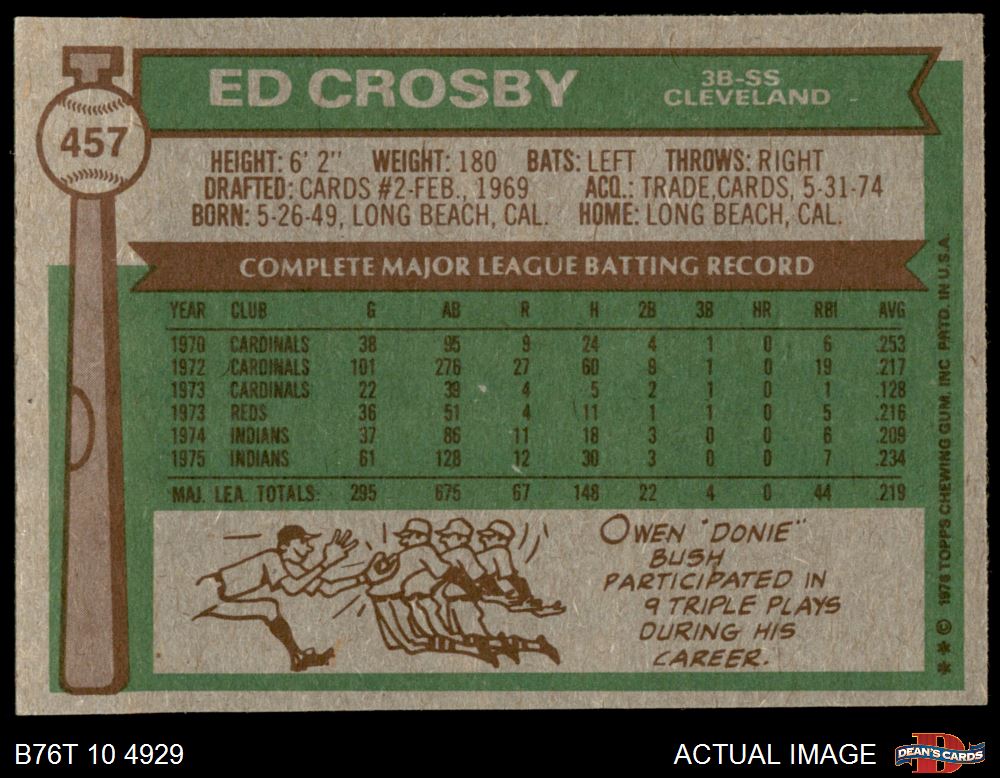 457
ED CROSBY
3B-SS
CLEVELAND
HEIGHT: 6' 2" WEIGHT: 180 BATS: LEFT THROWS: RIGHT
DRAFTED: CARDS #2-FEB., 1969 ACQ.: TRADE, CARDS, 5-31-74
BORN: 5-26-49, LONG BEACH, CAL. HOME: LONG BEACH, CAL.
COMPLETE MAJOR LEAGUE BATTING RECORD
YEAR CLUB G AB R H 2B 3B HR RBI AVG
1970 CARDINALS 38 95 9 24 4 1 0 6 .253
1972 CARDINALS 101 276 27 60 9 1 0 19 .217
1973 CARDINALS 22 39 4 5 2 1 0 1 .128
1973 REDS 36 51 4 11 1 1 0 5 .216
1974 INDIANS 37 86 11 18 3 0 0 6 .209
1975 INDIANS 61 128 12 30 3 0 0 7 .234
MAJ. LEA. TOTALS: 295 675 67 148 22 4 0 44 .219
OWEN "DONIE"
BUSH
PARTICIPATED IN
9 TRIPLE PLAYS
DURING HIS
CAREER.
** © 1976 TOPPS CHEWING GUM, INC PRTD. IN U.S.A.
B76T 10 4929
ACTUAL IMAGE
DEAN'S CARDS